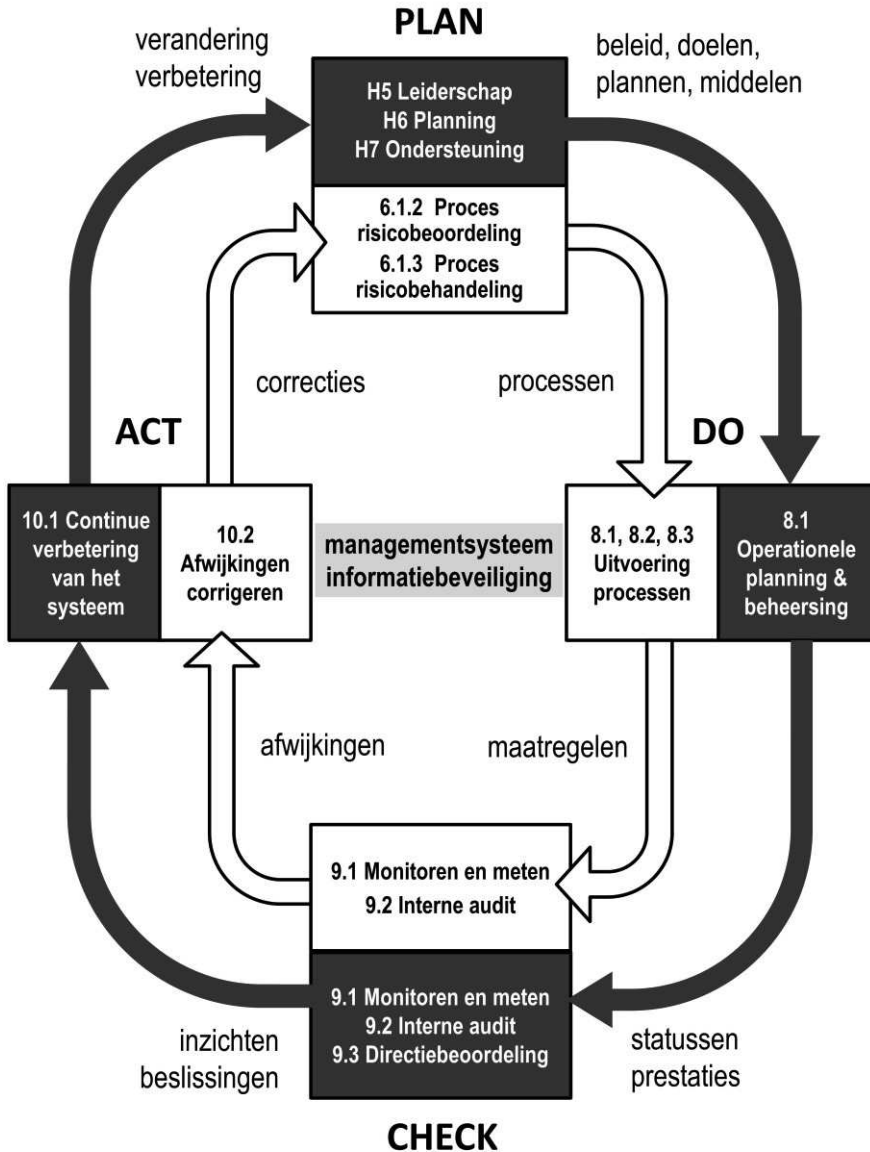 PLAN
verandering
verbetering
beleid, doelen,
plannen, middelen
H5 Leiderschap
H6 Planning
H7 Ondersteuning
6.1.2 Proces
risicobeoordeling
6.1.3 Proces
risicobehandeling
correcties
processen
ACT
DO
10.1 Continue
verbetering
van het
systeem
10.2
Afwijkingen
corrigeren
managementsysteem
informatiebeveiliging
8.1, 8.2, 8.3
Uitvoering
processen
8.1
Operationele
planning &
beheersing
afwijkingen
maatregelen
9.1 Monitoren en meten
9.2 Interne audit
9.1 Monitoren en meten
9.2 Interne audit
9.3 Directiebeoordeling
inzichten
beslissingen
statussen
prestaties
CHECK